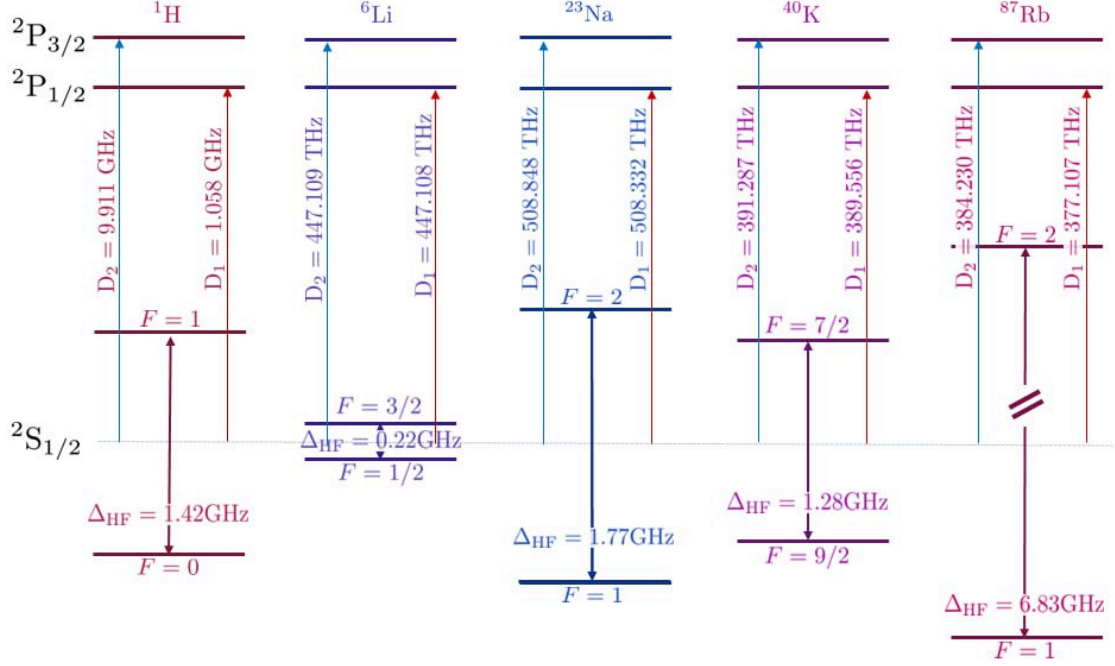 ¹H ⁶Li ²³Na ⁴⁰K ⁸⁷Rb
²P₃/₂
²P₁/₂
D₂ = 9.911 GHz
D₁ = 1.058 GHz
D₂ = 447.109 THz
D₁ = 447.108 THz
D₂ = 508.848 THz
D₁ = 508.332 THz
D₂ = 391.287 THz
D₁ = 389.556 THz
D₂ = 384.230 THz
D₁ = 377.107 THz
F = 2
F = 2
F = 1
F = 7/2
F = 3/2
²S₁/₂
Δ_HF = 0.22GHz
F = 1/2
Δ_HF = 1.42GHz
Δ_HF = 1.28GHz
Δ_HF = 1.77GHz
F = 0
F = 9/2
F = 1
Δ_HF = 6.83GHz
F = 1